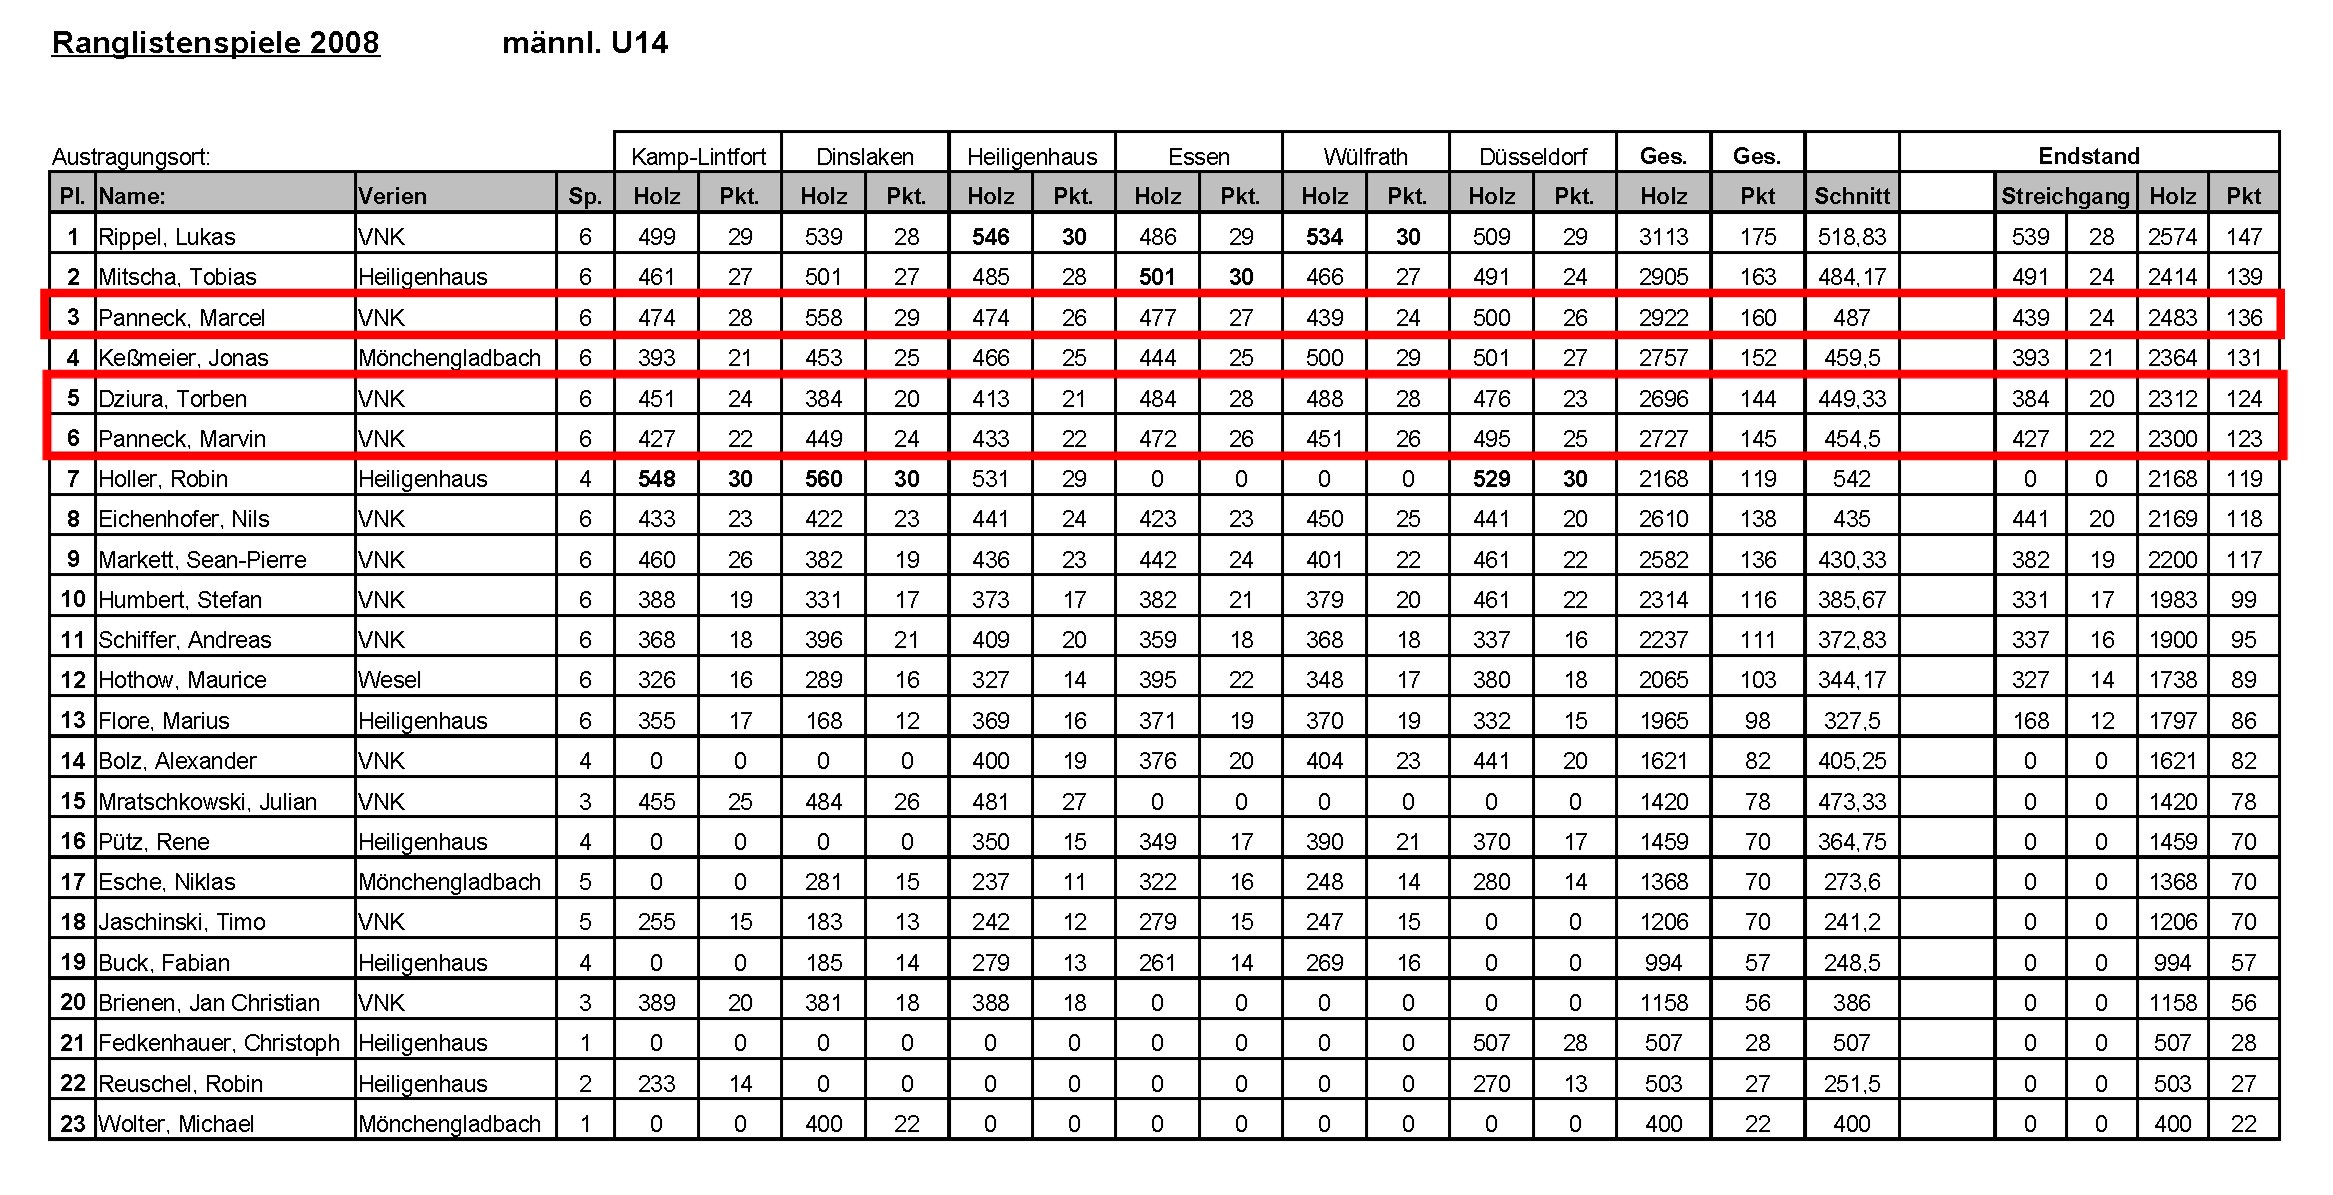 Ranglistenspiele 2008 männl. U14
Austragungsort: Kamp-Lintfort Dinslaken Heiligenhaus Essen Wülfrath Düsseldorf Ges. Ges. Endstand
Pl. Name: Verien Sp. Holz Pkt. Holz Pkt. Holz Pkt. Holz Pkt. Holz Pkt. Holz Pkt. Holz Pkt Schnitt Streichgang Holz Pkt
1 Rippel, Lukas VNK 6 499 29 539 28 546 30 486 29 534 30 509 29 3113 175 518,83 539 28 2574 147
2 Mitscha, Tobias Heiligenhaus 6 461 27 501 27 485 28 501 30 466 27 491 24 2905 163 484,17 491 24 2414 139
3 Panneck, Marcel VNK 6 474 28 558 29 474 26 477 27 439 24 500 26 2922 160 487 439 24 2483 136
4 Keßmeier, Jonas Mönchengladbach 6 393 21 453 25 466 25 444 25 500 29 501 27 2757 152 459,5 393 21 2364 131
5 Dziura, Torben VNK 6 451 24 384 20 413 21 484 28 488 28 476 23 2696 144 449,33 384 20 2312 124
6 Panneck, Marvin VNK 6 427 22 449 24 433 22 472 26 451 26 495 25 2727 145 454,5 427 22 2300 123
7 Holler, Robin Heiligenhaus 4 548 30 560 30 531 29 0 0 0 0 529 30 2168 119 542 0 0 2168 119
8 Eichenhofer, Nils VNK 6 433 23 422 23 441 24 423 23 450 25 441 20 2610 138 435 441 20 2169 118
9 Markett, Sean-Pierre VNK 6 460 26 382 19 436 23 442 24 401 22 461 22 2582 136 430,33 382 19 2200 117
10 Humbert, Stefan VNK 6 388 19 331 17 373 17 382 21 379 20 461 22 2314 116 385,67 331 17 1983 99
11 Schiffer, Andreas VNK 6 368 18 396 21 409 20 359 18 368 18 337 16 2237 111 372,83 337 16 1900 95
12 Hothow, Maurice Wesel 6 326 16 289 16 327 14 395 22 348 17 380 18 2065 103 344,17 327 14 1738 89
13 Flore, Marius Heiligenhaus 6 355 17 168 12 369 16 371 19 370 19 332 15 1965 98 327,5 168 12 1797 86
14 Bolz, Alexander VNK 4 0 0 0 0 400 19 376 20 404 23 441 20 1621 82 405,25 0 0 1621 82
15 Mratschkowski, Julian VNK 3 455 25 484 26 481 27 0 0 0 0 0 0 1420 78 473,33 0 0 1420 78
16 Pütz, Rene Heiligenhaus 4 0 0 0 0 350 15 349 17 390 21 370 17 1459 70 364,75 0 0 1459 70
17 Esche, Niklas Mönchengladbach 5 0 0 281 15 237 11 322 16 248 14 280 14 1368 70 273,6 0 0 1368 70
18 Jaschinski, Timo VNK 5 255 15 183 13 242 12 279 15 247 15 0 0 1206 70 241,2 0 0 1206 70
19 Buck, Fabian Heiligenhaus 4 0 0 185 14 279 13 261 14 269 16 0 0 994 57 248,5 0 0 994 57
20 Brienen, Jan Christian VNK 3 389 20 381 18 388 18 0 0 0 0 0 0 1158 56 386 0 0 1158 56
21 Fedkenhauer, Christoph Heiligenhaus 1 0 0 0 0 0 0 0 0 0 0 507 28 507 28 507 0 0 507 28
22 Reuschel, Robin Heiligenhaus 2 233 14 0 0 0 0 0 0 0 0 270 13 503 27 251,5 0 0 503 27
23 Wolter, Michael Mönchengladbach 1 0 0 400 22 0 0 0 0 0 0 0 0 400 22 400 0 0 400 22